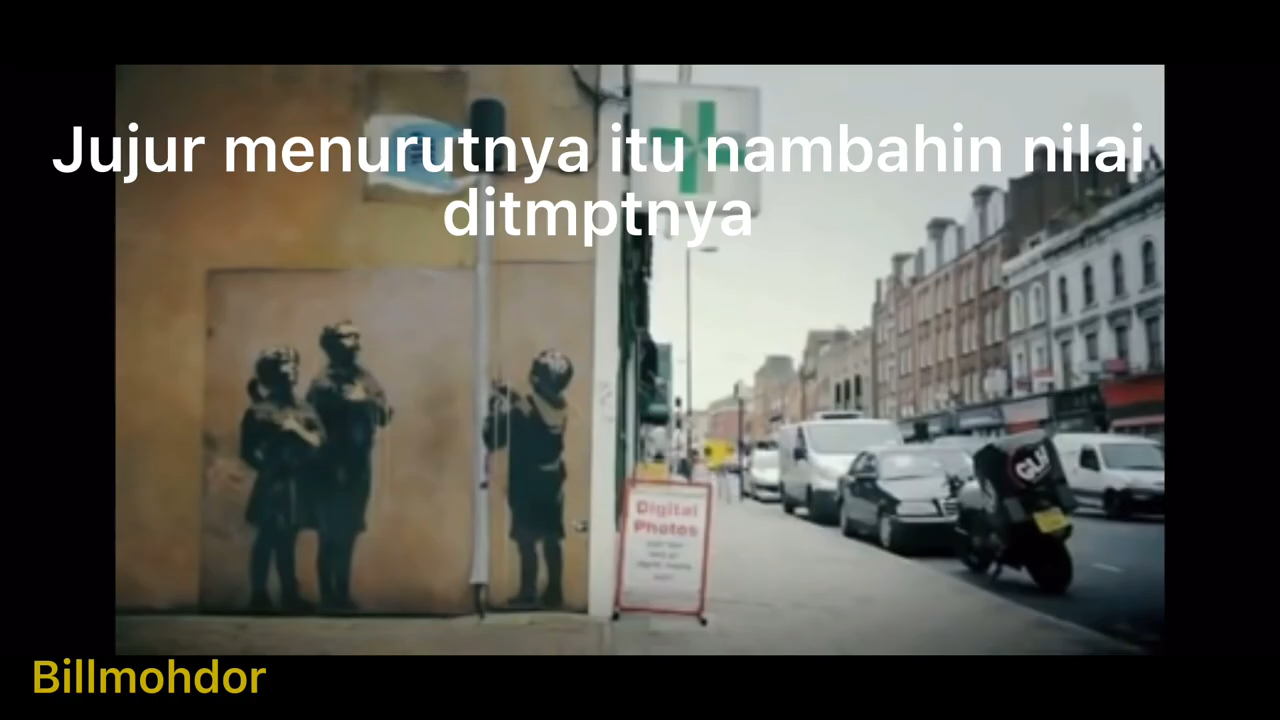 Jujur menurutnya itu nambahin nilai
ditmptnya
Digital
Photos
Billmohdor